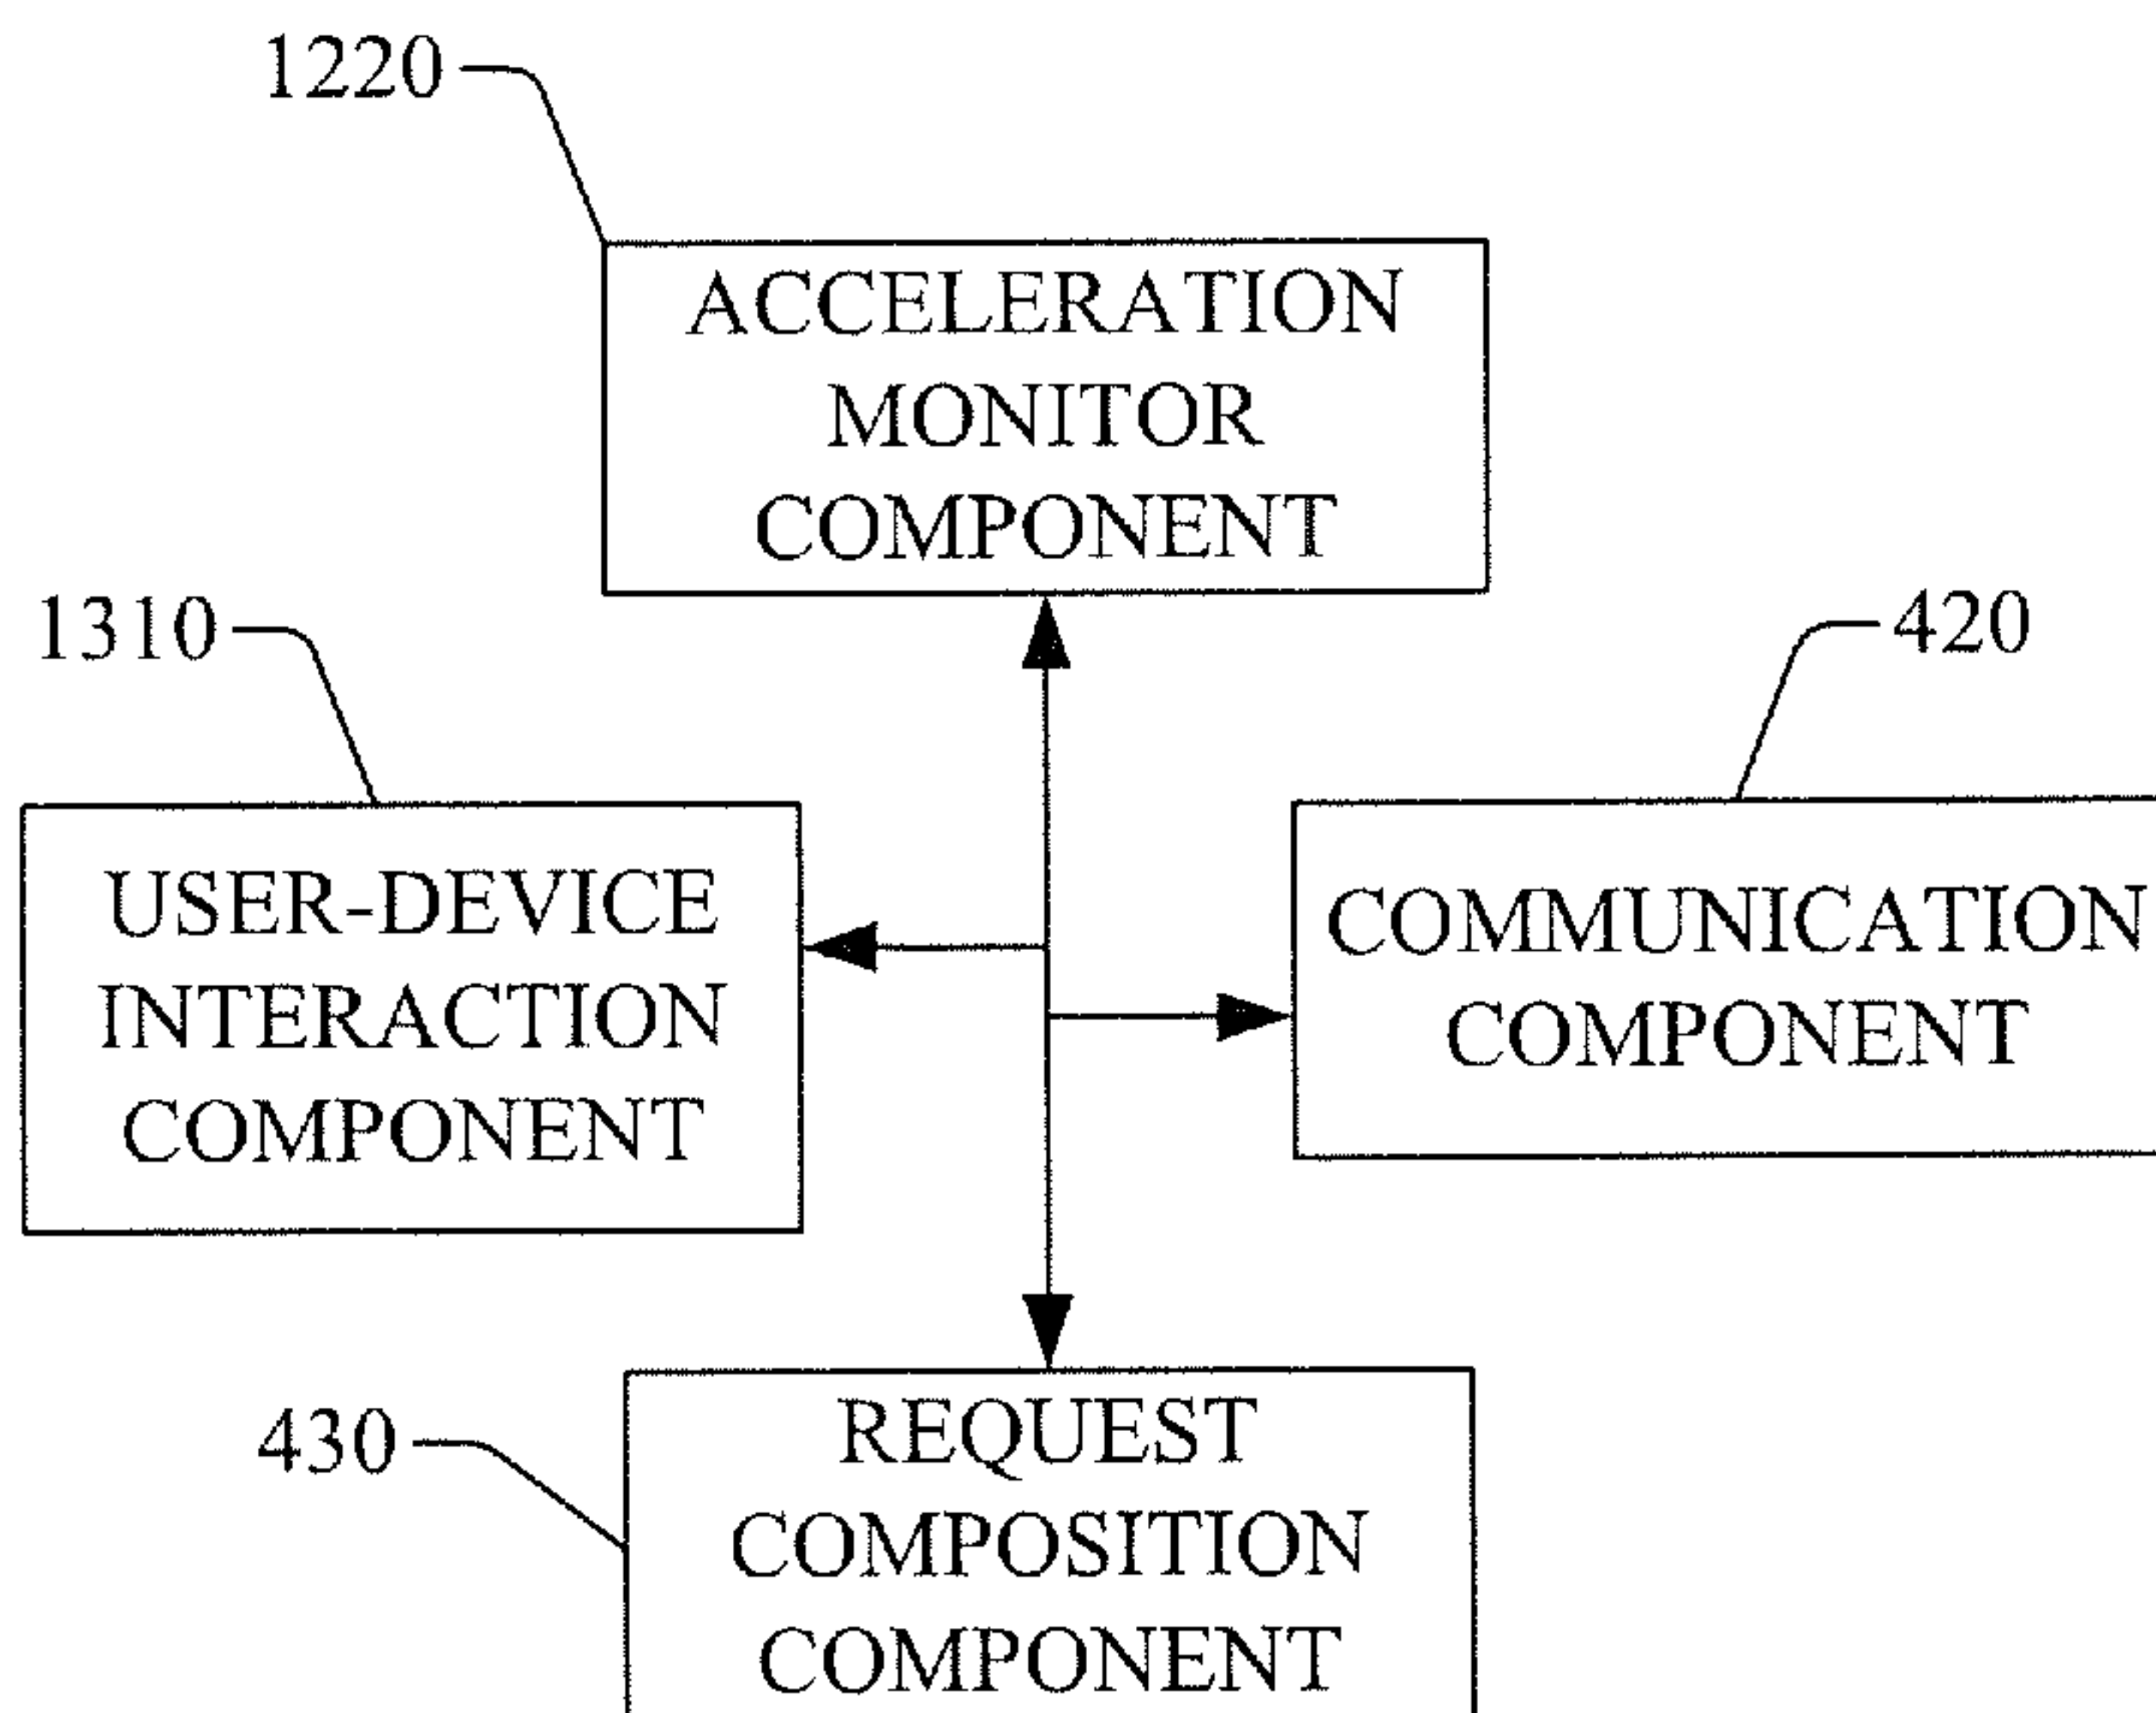 1220
ACCELERATION
MONITOR
COMPONENT
1310
420
USER-DEVICE
INTERACTION
COMPONENT
COMMUNICATION
COMPONENT
430
REQUEST
COMPOSITION
COMPONENT